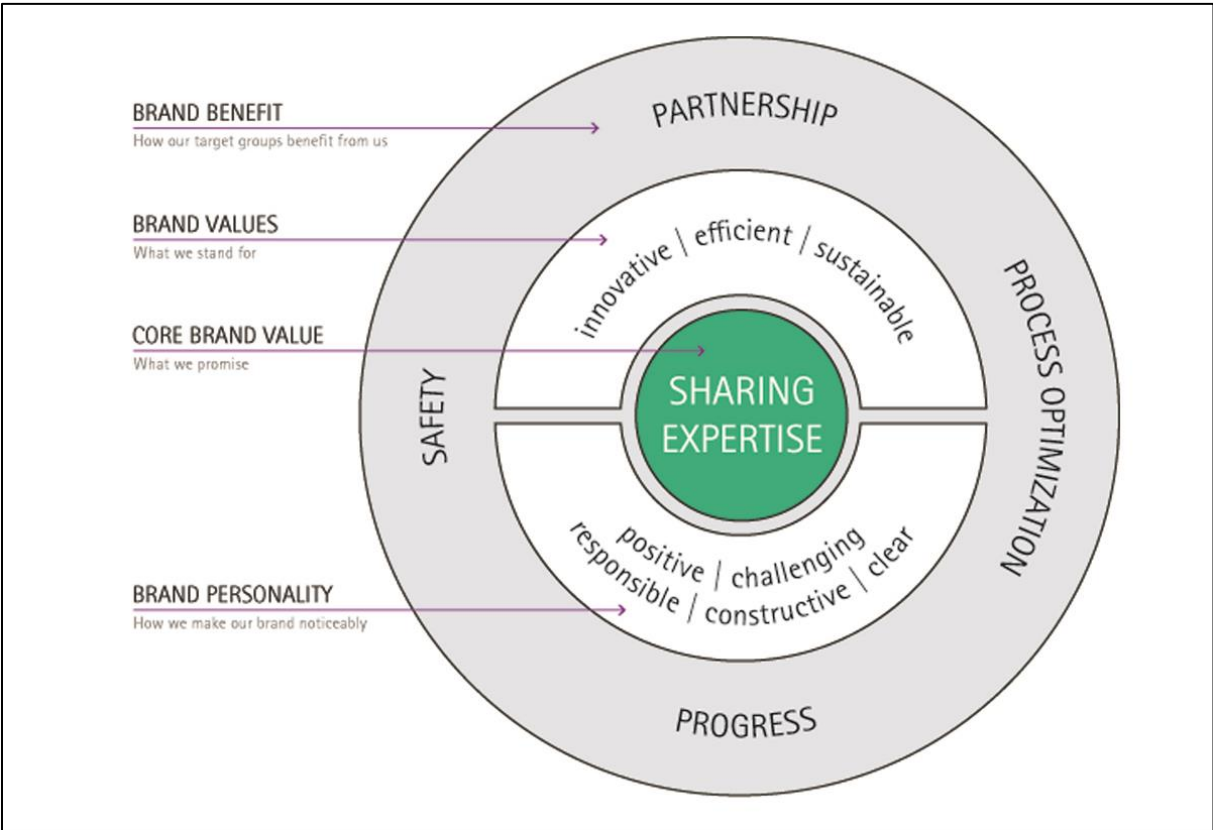 BRAND BENEFIT
How our target groups benefit from us
BRAND VALUES
What we stand for
CORE BRAND VALUE
What we promise
BRAND PERSONALITY
How we make our brand noticeably
PARTNERSHIP
innovative | efficient | sustainable
SHARING
EXPERTISE
positive | challenging
responsible | constructive | clear
SAFETY
PROCESS OPTIMIZATION
PROGRESS